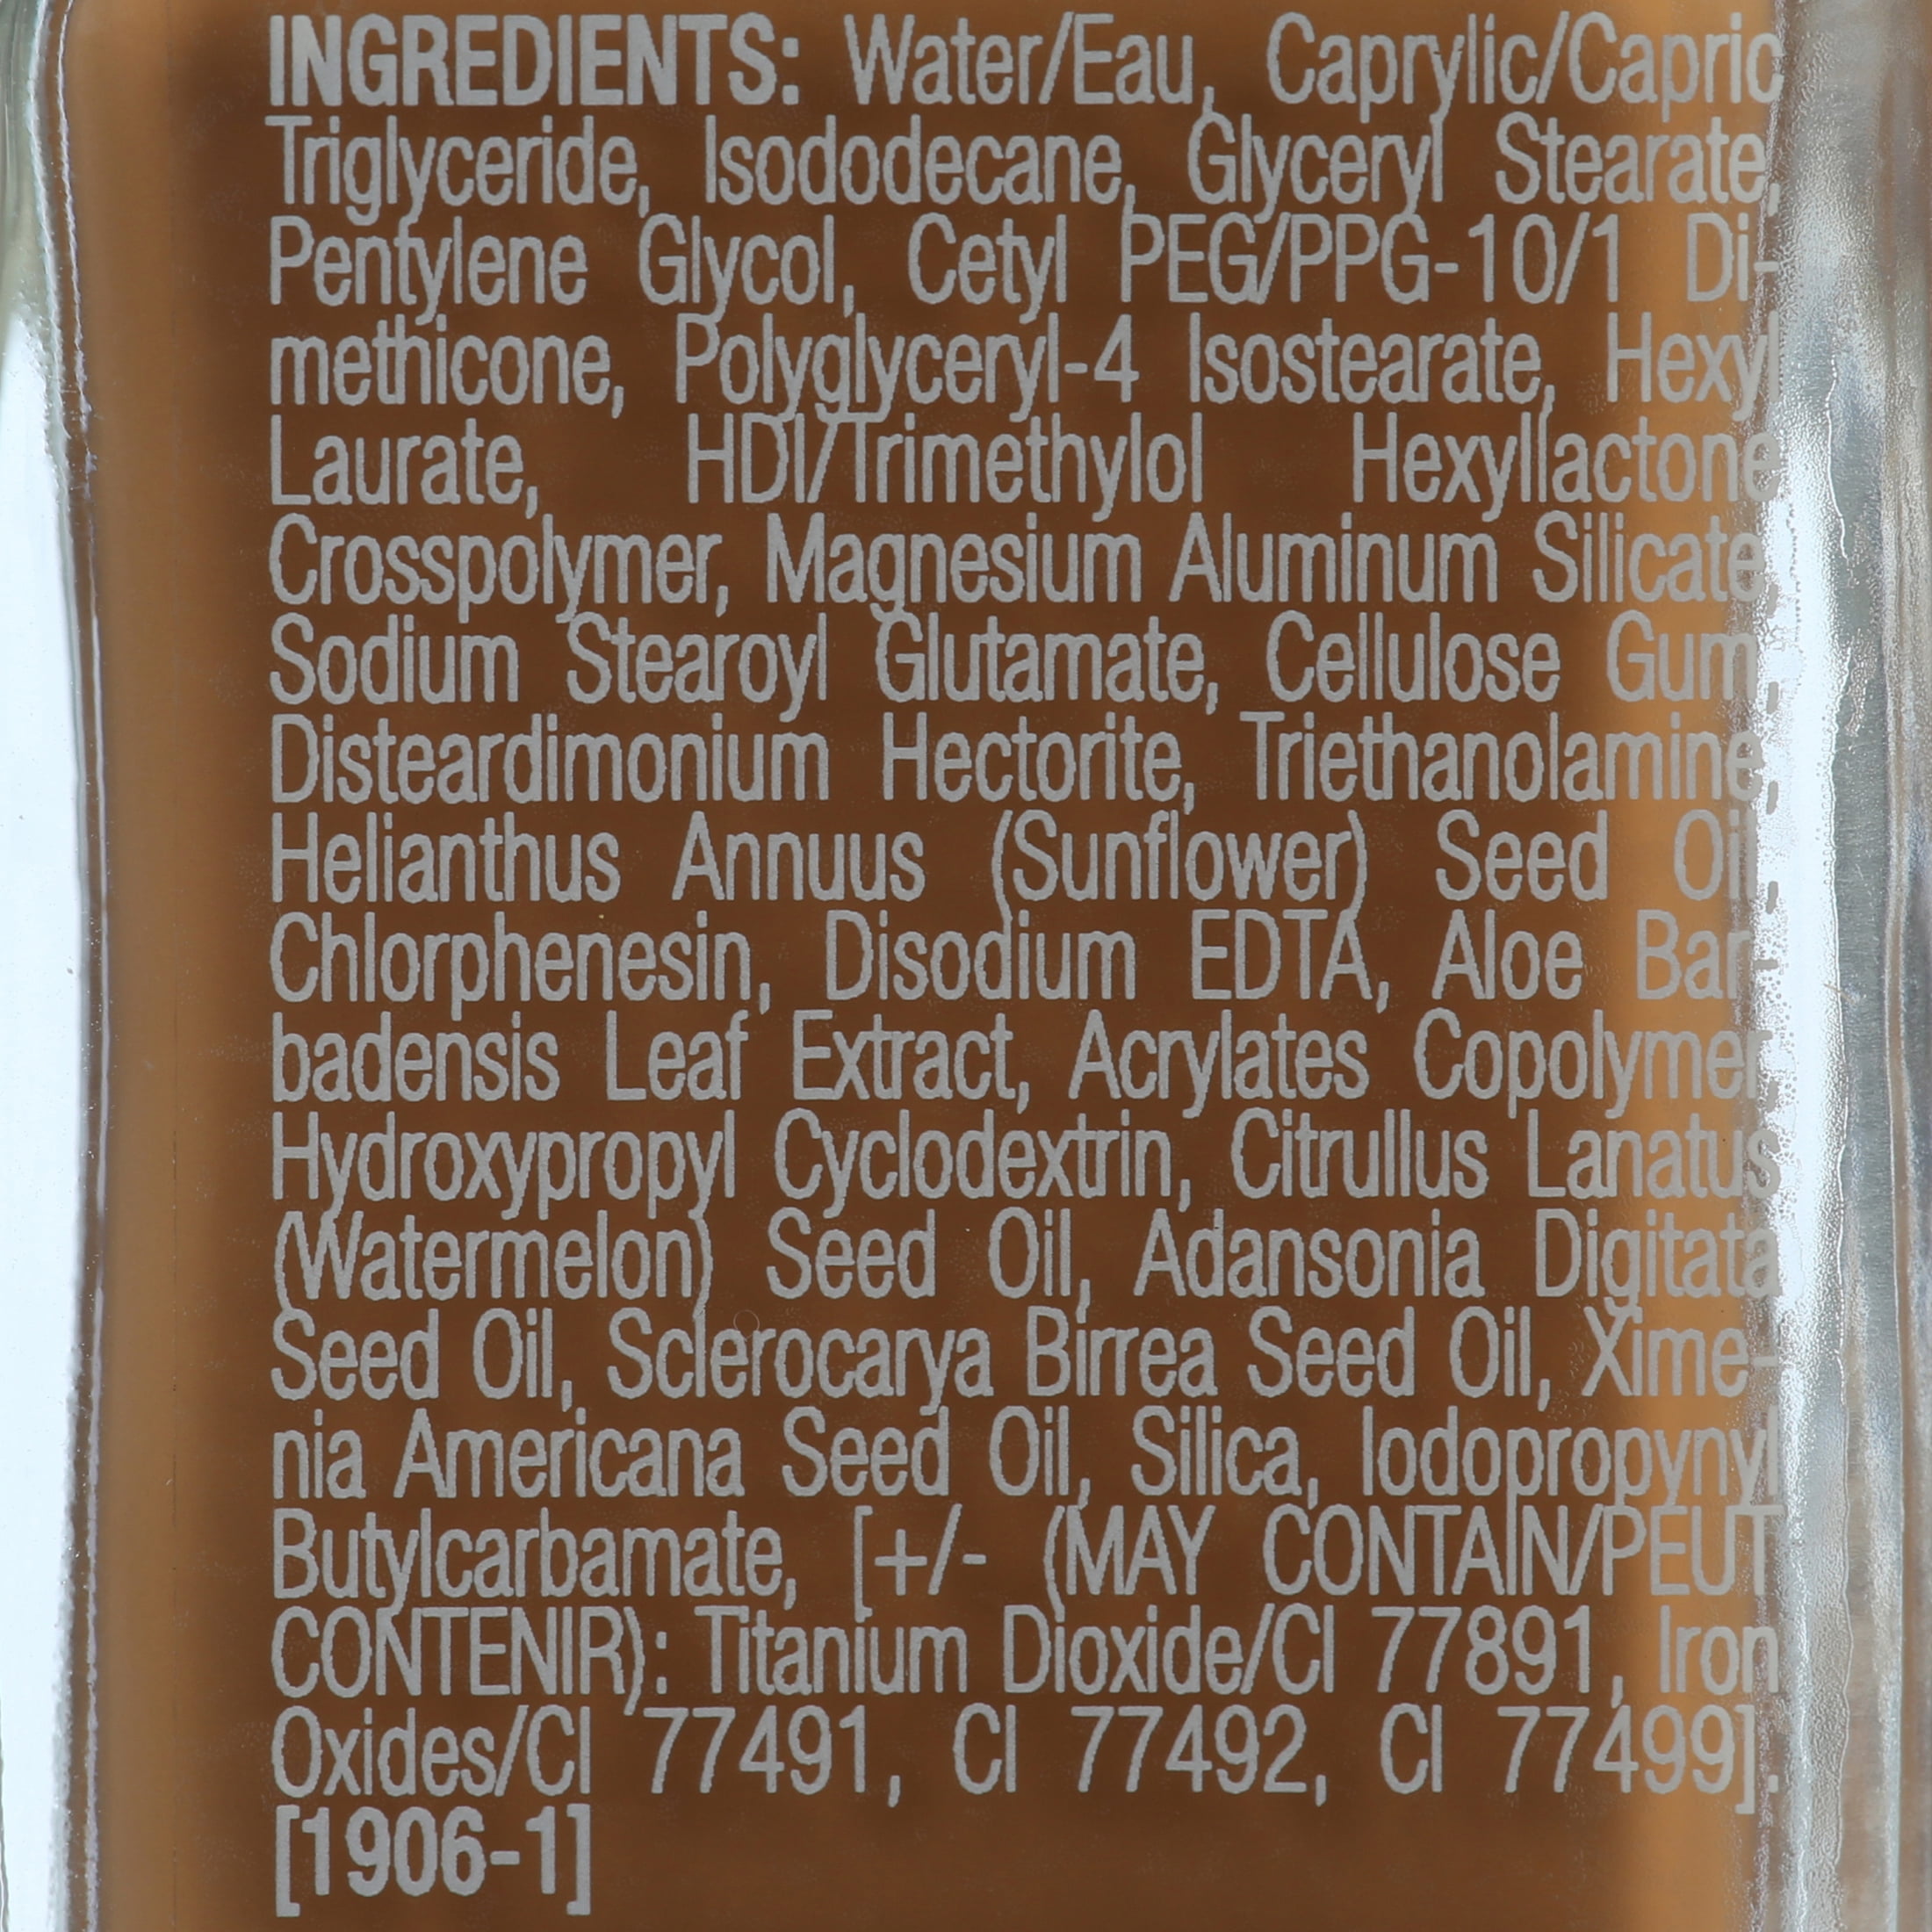 INGREDIENTS: Water/Eau, Caprylic/Capric
Triglyceride, Isododecane, Glyceryl Stearate,
Pentylene Glycol, Cetyl PEG/PPG-10/1 Di-
methicone, Polyglyceryl-4 Isostearate, Hexyl
Laurate, HDI/Trimethylol Hexyllactone
Crosspolymer, Magnesium Aluminum Silicate,
Sodium Stearoyl Glutamate, Cellulose Gum,
Disteardimonium Hectorite, Triethanolamine,
Helianthus Annuus (Sunflower) Seed Oil,
Chlorphenesin, Disodium EDTA, Aloe Bar-
badensis Leaf Extract, Acrylates Copolymer,
Hydroxypropyl Cyclodextrin, Citrullus Lanatus
(Watermelon) Seed Oil, Adansonia Digitata
Seed Oil, Sclerocarya Birrea Seed Oil, Xime-
nia Americana Seed Oil, Silica, Iodopropynyl
Butylcarbamate, [+/- (MAY CONTAIN/PEUT
CONTENIR): Titanium Dioxide/CI 77891, Iron
Oxides/CI 77491, CI 77492, CI 77499].
[1906-1]